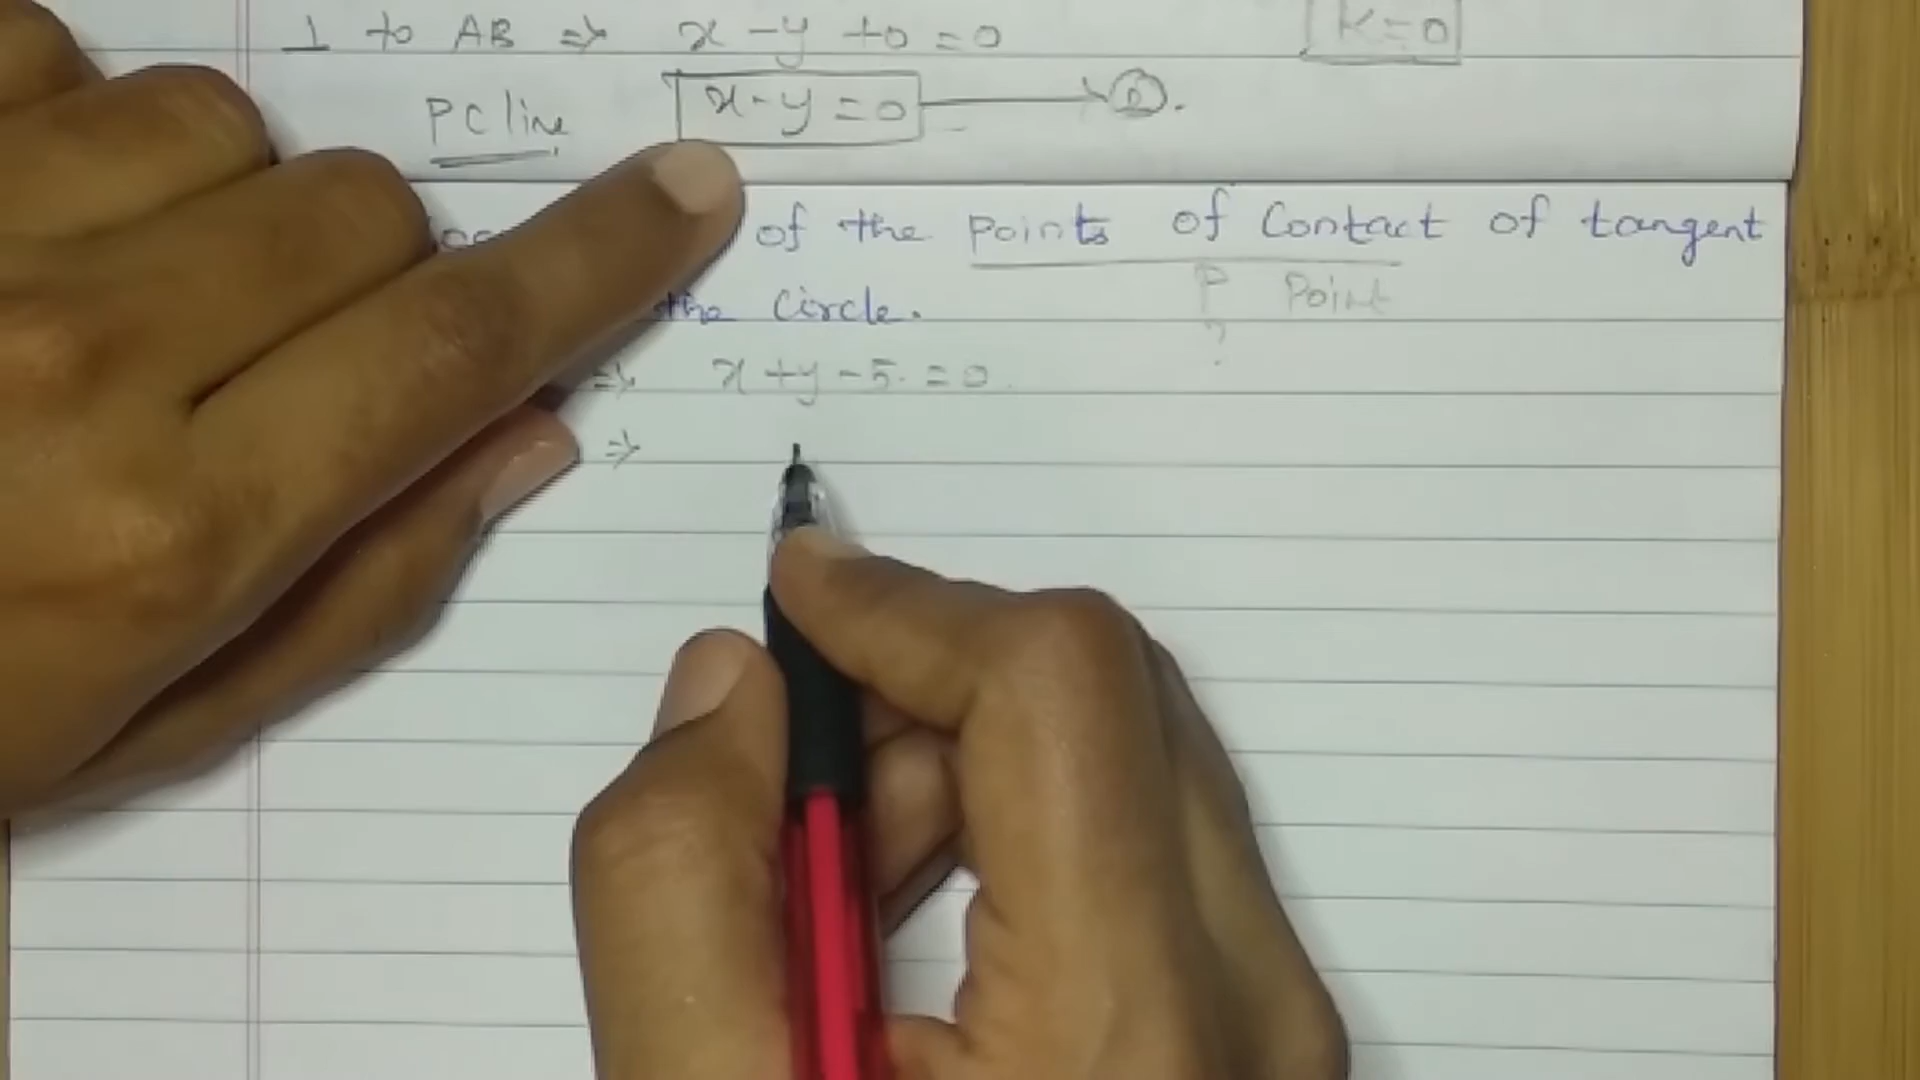 ⊥ to AB ⇒ x - y + 0 = 0
K = 0
PC line x - y = 0 → ②.
of the Points of Contact of tangent
P Point
the Circle.
?
⇒ x + y - 5 = 0.
⇒